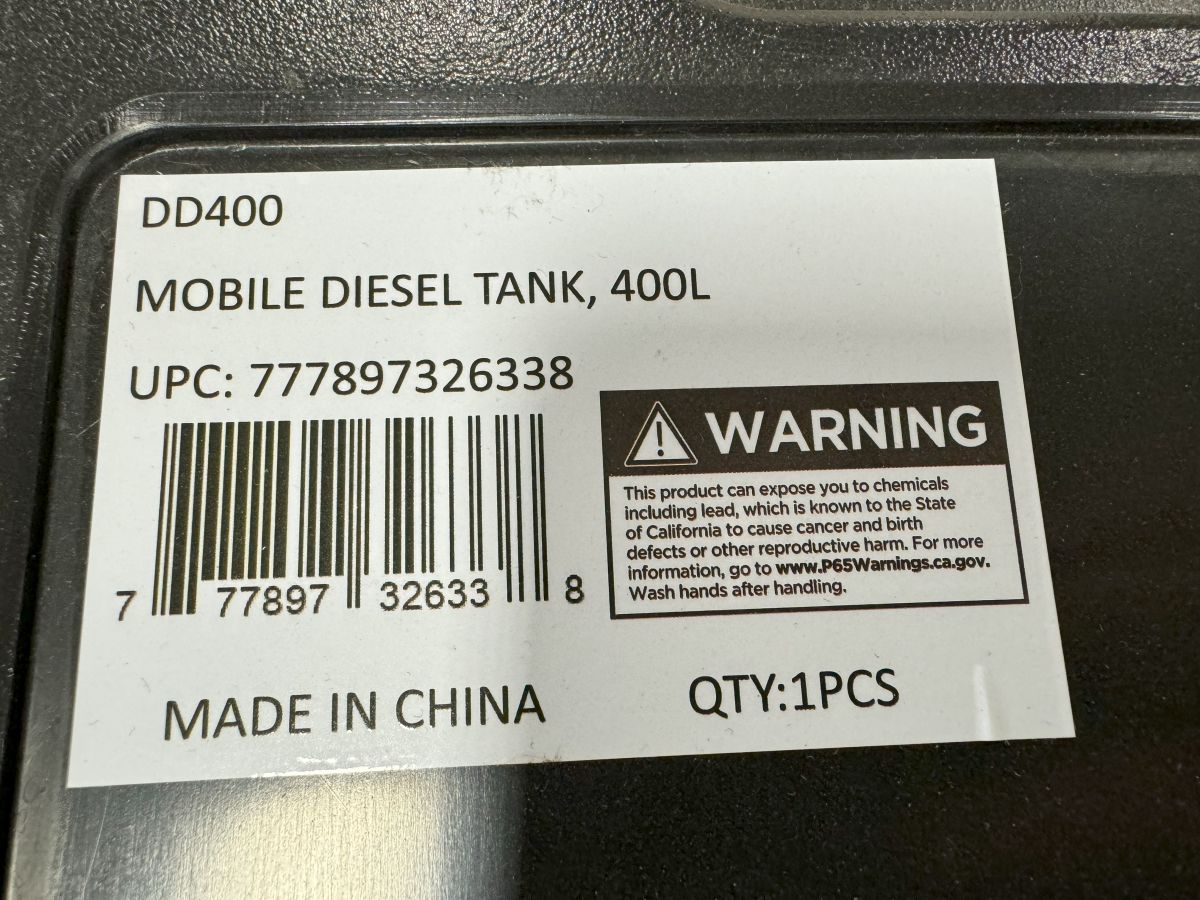 DD400
MOBILE DIESEL TANK, 400L
UPC: 777897326338
7 77897 32633 8
WARNING
This product can expose you to chemicals
including lead, which is known to the State
of California to cause cancer and birth
defects or other reproductive harm. For more
information, go to www.P65Warnings.ca.gov.
Wash hands after handling.
MADE IN CHINA
QTY:1PCS